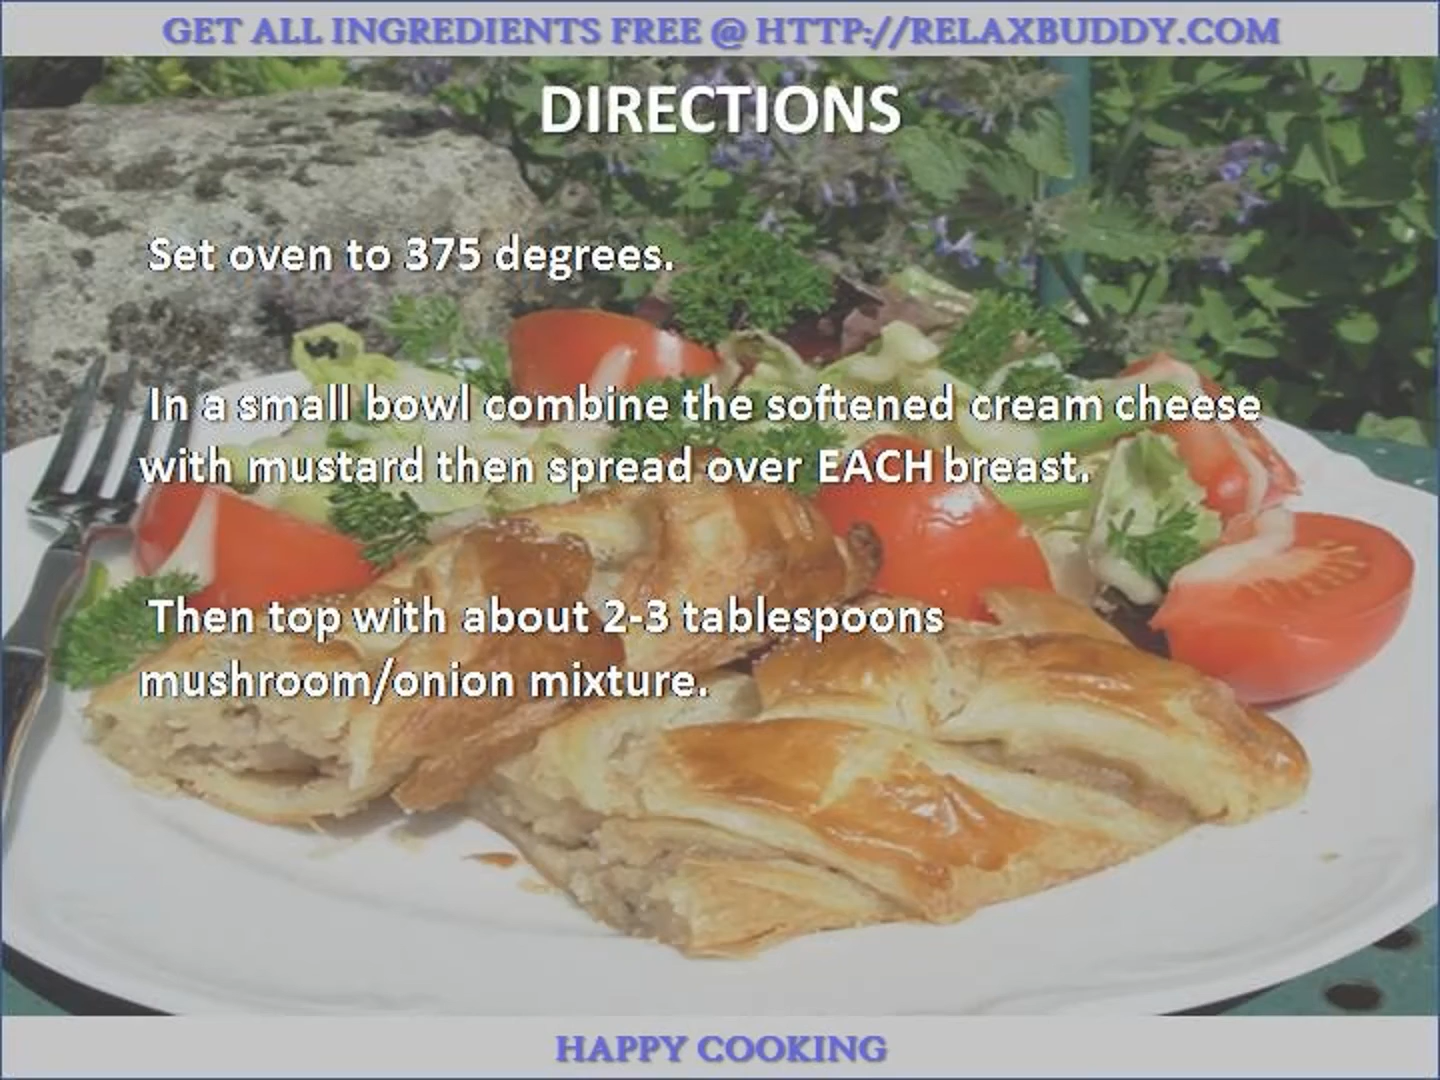 GET ALL INGREDIENTS FREE @ HTTP://RELAXBUDDY.COM
DIRECTIONS
Set oven to 375 degrees.
In a small bowl combine the softened cream cheese
with mustard then spread over EACH breast.
Then top with about 2-3 tablespoons
mushroom/onion mixture.
HAPPY COOKING